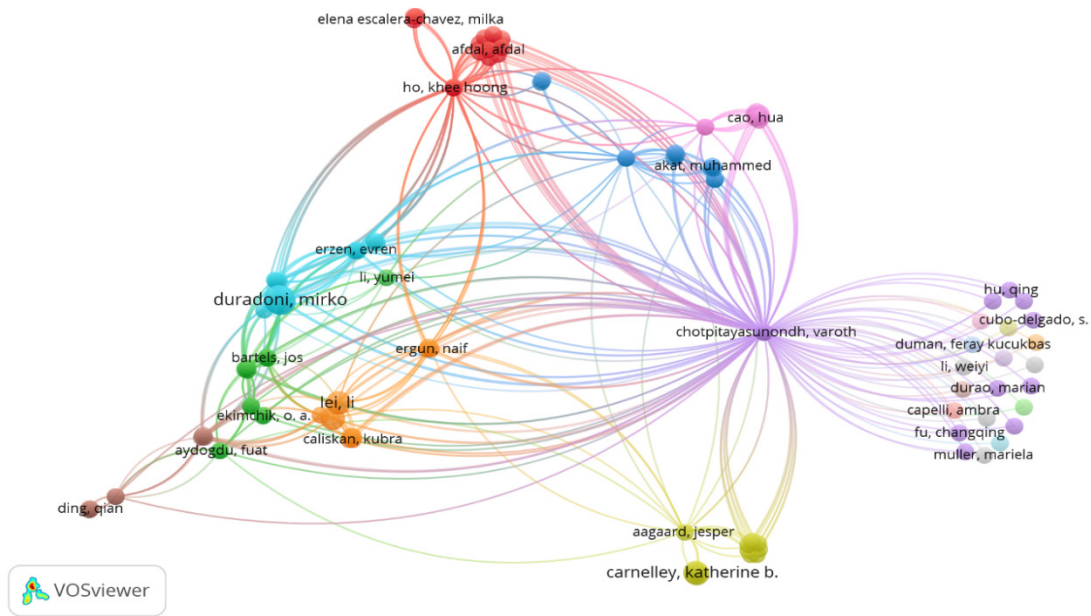 elena escalera-chavez, milka
afdal, afdal
ho, khee hoong
cao, hua
akat, muhammed
erzen, evren
li, yumei
duradoni, mirko
hu, qing
cubo-delgado, s.
chotpitayasunondh, varoth
duman, feray kucukbas
ergun, naif
bartels, jos
li, weiyi
durao, marian
lei, li
capelli, ambra
ekimchik, o. a.
fu, changqing
caliskan, kubra
aydogdu, fuat
muller, mariela
ding, qian
aagaard, jesper
carnelley, katherine b.
VOSviewer